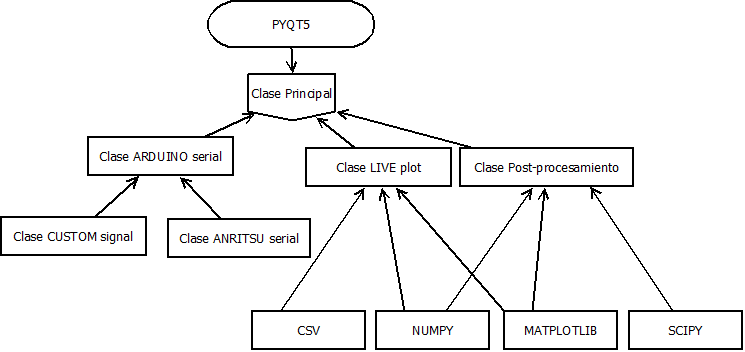 PYQT5
Clase Principal
Clase ARDUINO serial
Clase LIVE plot
Clase Post-procesamiento
Clase CUSTOM signal
Clase ANRITSU serial
CSV
NUMPY
MATPLOTLIB
SCIPY